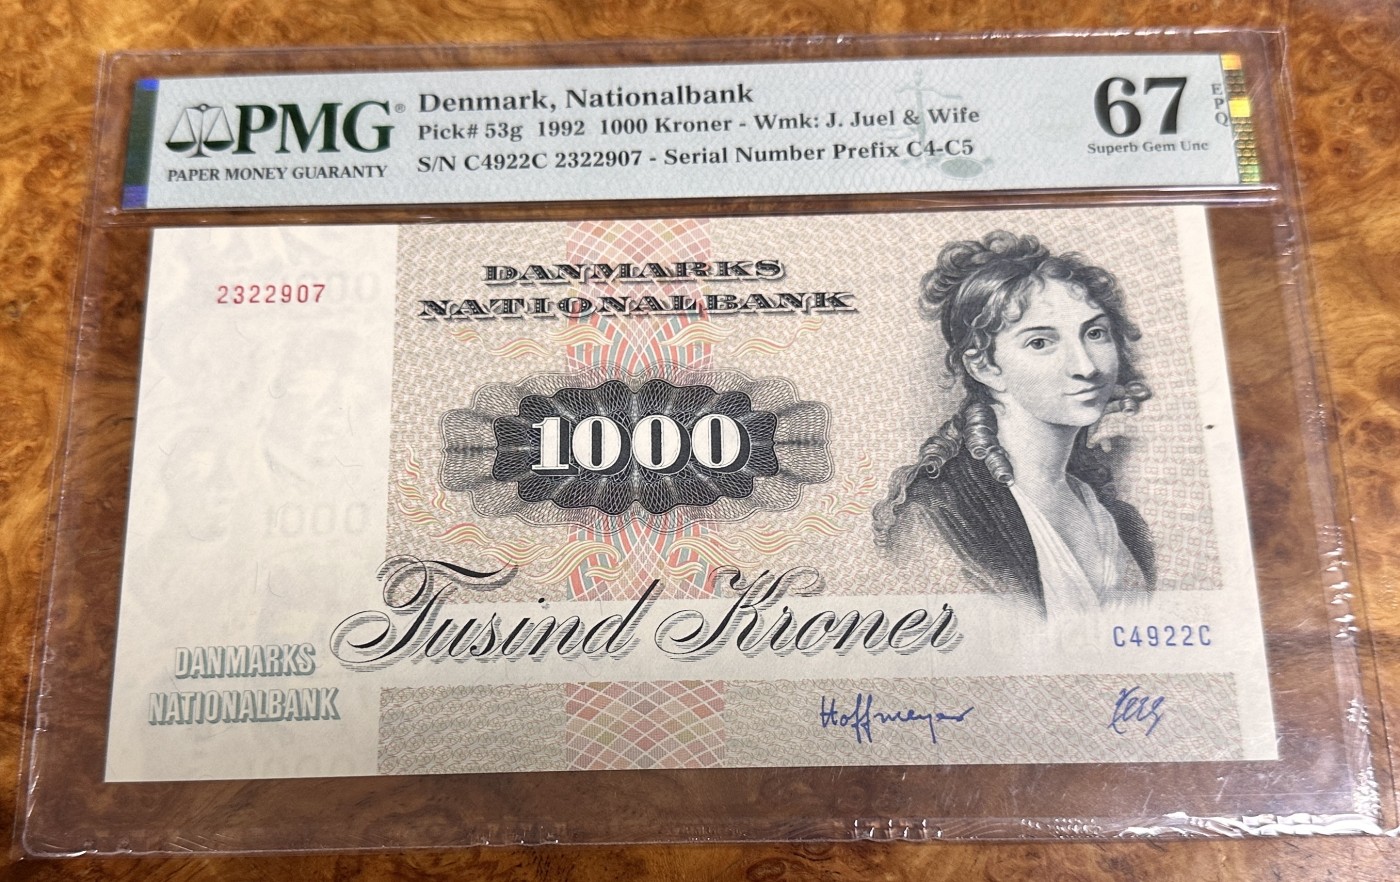 PMG®
PAPER MONEY GUARANTY
Denmark, Nationalbank
Pick# 53g 1992 1000 Kroner - Wmk: J. Juel & Wife
S/N C4922C 2322907 - Serial Number Prefix C4-C5
67
Superb Gem Unc
EPQ
2322907
DANMARKS
NATIONALBANK
1000
1000
Tusind Kroner
C4922C
DANMARKS
NATIONALBANK
Hoffmeyer